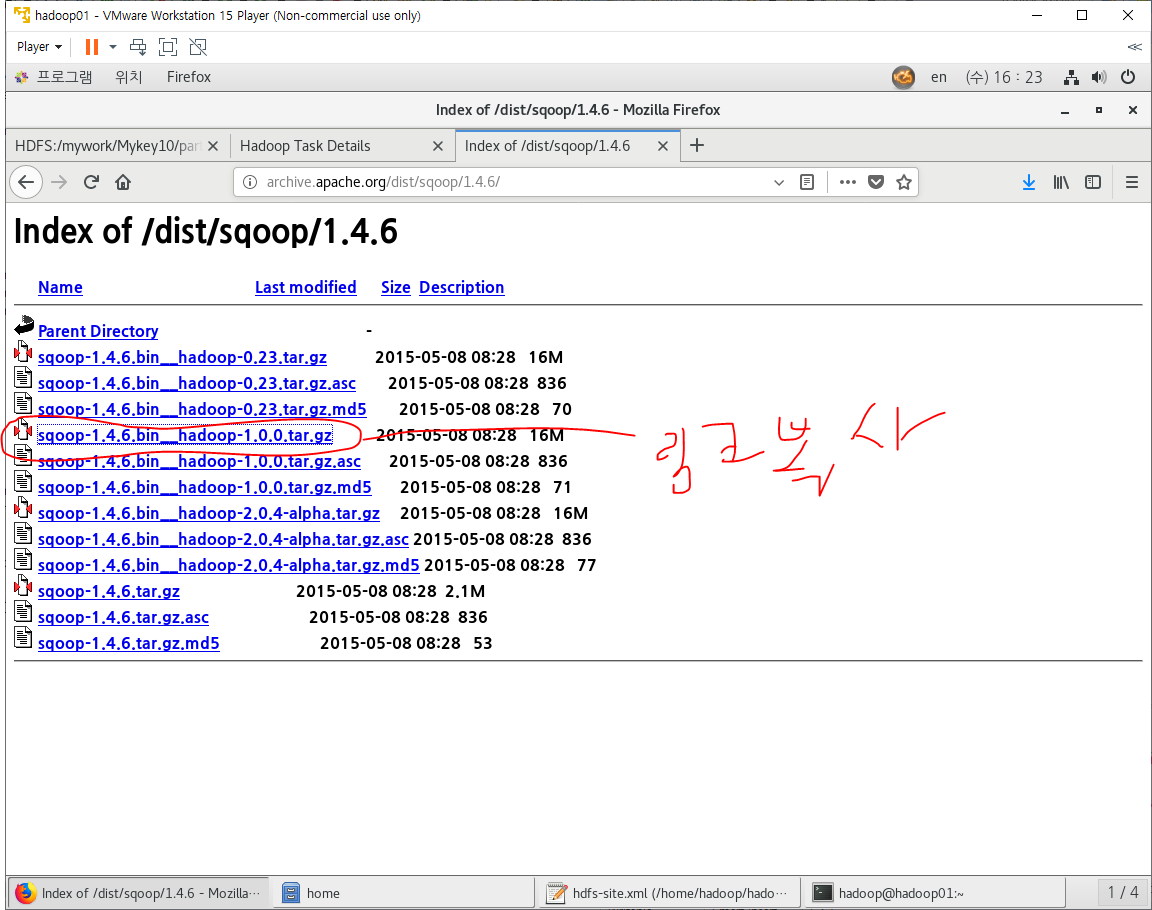 hadoop01 - VMware Workstation 15 Player (Non-commercial use only)
Player
프로그램 위치 Firefox en (수) 16 : 23
Index of /dist/sqoop/1.4.6 - Mozilla Firefox
HDFS:/mywork/Mykey10/par Hadoop Task Details Index of /dist/sqoop/1.4.6
archive.apache.org/dist/sqoop/1.4.6/
Index of /dist/sqoop/1.4.6
Name Last modified Size Description
Parent Directory -
sqoop-1.4.6.bin__hadoop-0.23.tar.gz 2015-05-08 08:28 16M
sqoop-1.4.6.bin__hadoop-0.23.tar.gz.asc 2015-05-08 08:28 836
sqoop-1.4.6.bin__hadoop-0.23.tar.gz.md5 2015-05-08 08:28 70
sqoop-1.4.6.bin__hadoop-1.0.0.tar.gz 2015-05-08 08:28 16M
링크복사
sqoop-1.4.6.bin__hadoop-1.0.0.tar.gz.asc 2015-05-08 08:28 836
sqoop-1.4.6.bin__hadoop-1.0.0.tar.gz.md5 2015-05-08 08:28 71
sqoop-1.4.6.bin__hadoop-2.0.4-alpha.tar.gz 2015-05-08 08:28 16M
sqoop-1.4.6.bin__hadoop-2.0.4-alpha.tar.gz.asc 2015-05-08 08:28 836
sqoop-1.4.6.bin__hadoop-2.0.4-alpha.tar.gz.md5 2015-05-08 08:28 77
sqoop-1.4.6.tar.gz 2015-05-08 08:28 2.1M
sqoop-1.4.6.tar.gz.asc 2015-05-08 08:28 836
sqoop-1.4.6.tar.gz.md5 2015-05-08 08:28 53
Index of /dist/sqoop/1.4.6 - Mozilla··· home hdfs-site.xml (/home/hadoop/hado··· hadoop@hadoop01:~ 1 / 4